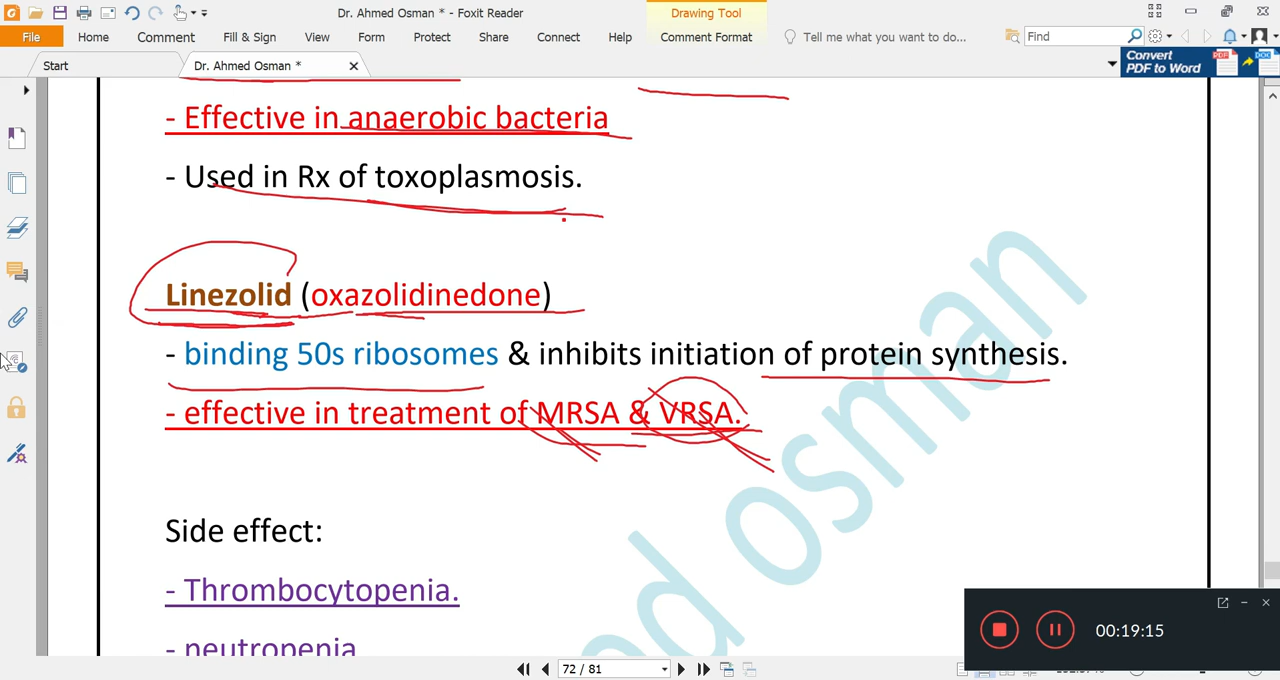 Dr. Ahmed Osman * - Foxit Reader
Drawing Tool
File Home Comment Fill & Sign View Form Protect Share Connect Help Comment Format Tell me what you want to do... Find
Start Dr. Ahmed Osman *
Convert
PDF to Word
- Effective in anaerobic bacteria
- Used in Rx of toxoplasmosis.
Linezolid (oxazolidinedone)
- binding 50s ribosomes & inhibits initiation of protein synthesis.
- effective in treatment of MRSA & VRSA.
Side effect:
- Thrombocytopenia.
- neutropenia
ad osman
00:19:15
72 / 81